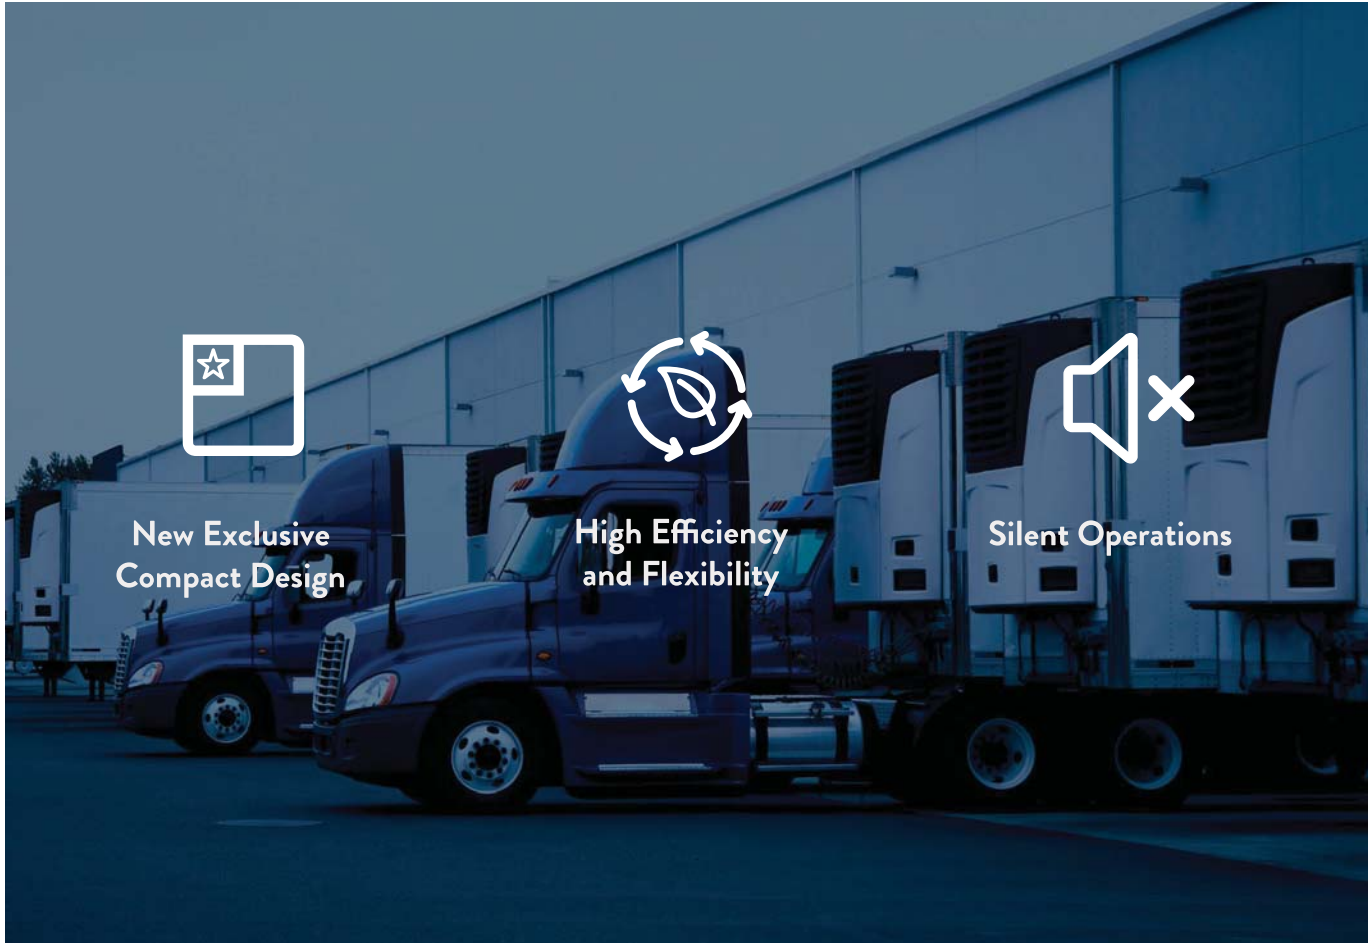 New Exclusive
Compact Design
High Efficiency
and Flexibility
Silent Operations